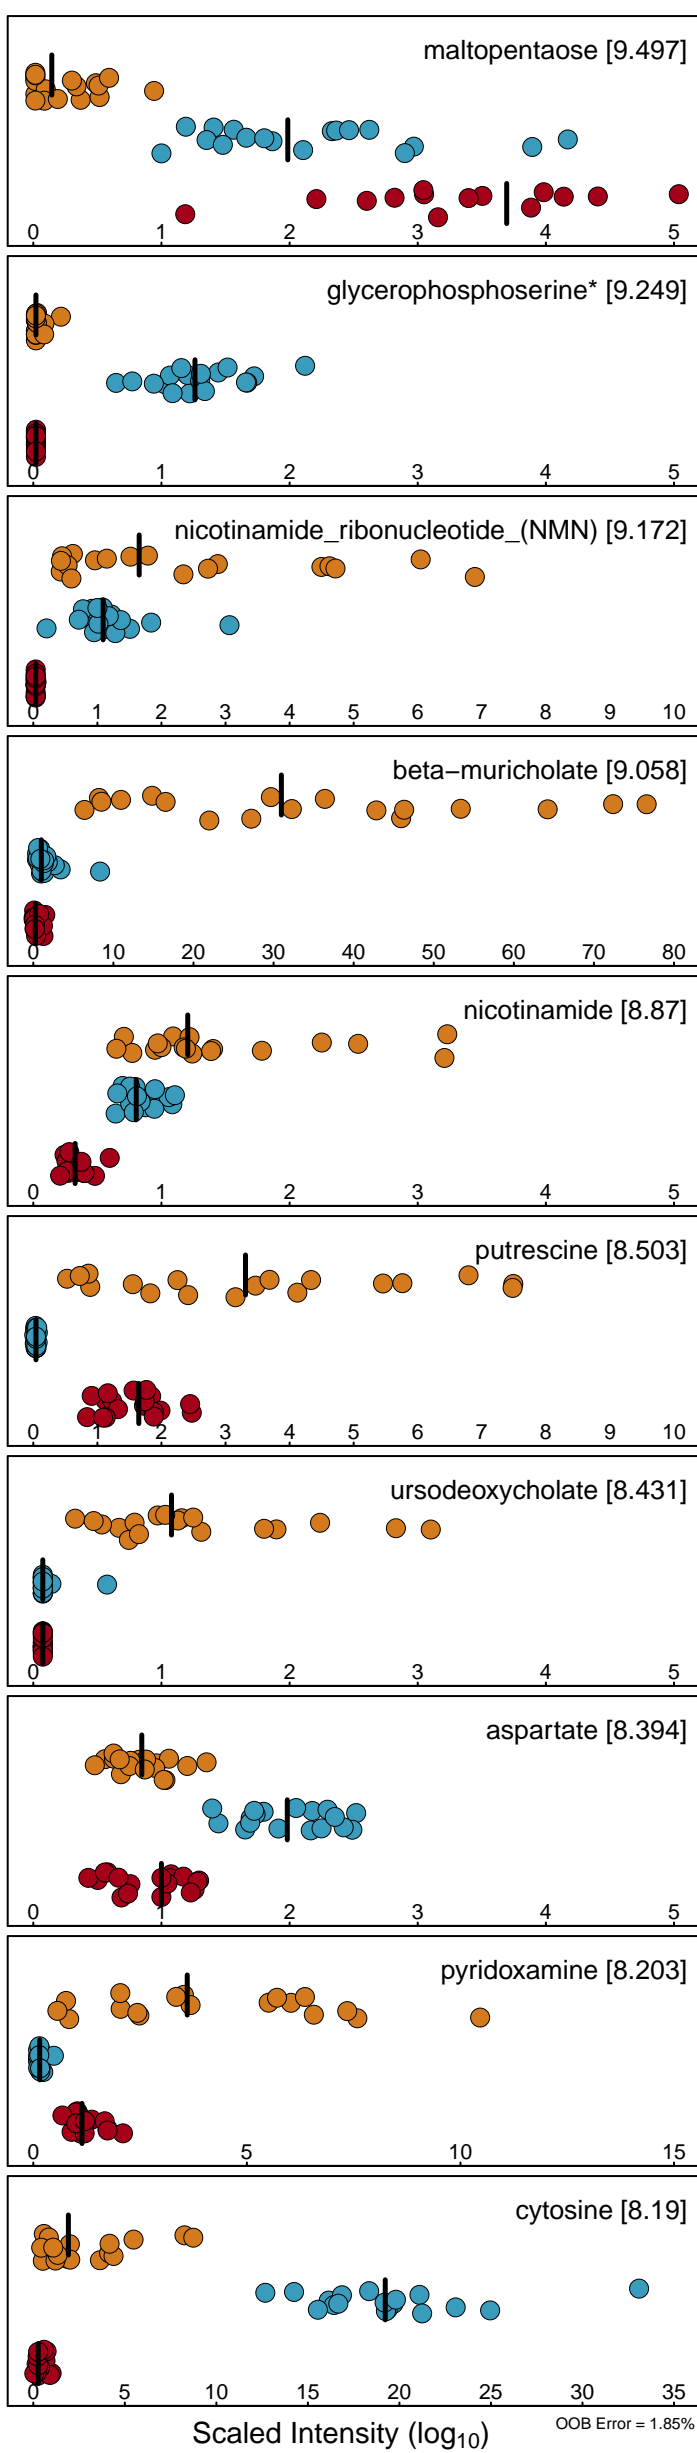 maltopentaose [9.497]
0 1 2 3 4 5
glycerophosphoserine* [9.249]
0 1 2 3 4 5
nicotinamide_ribonucleotide_(NMN) [9.172]
0 1 2 3 4 5 6 7 8 9 10
beta−muricholate [9.058]
0 10 20 30 40 50 60 70 80
nicotinamide [8.87]
0 1 2 3 4 5
putrescine [8.503]
0 1 2 3 4 5 6 7 8 9 10
ursodeoxycholate [8.431]
0 1 2 3 4 5
aspartate [8.394]
0 1 2 3 4 5
pyridoxamine [8.203]
0 5 10 15
cytosine [8.19]
0 5 10 15 20 25 30 35
Scaled Intensity (log10)
OOB Error = 1.85%